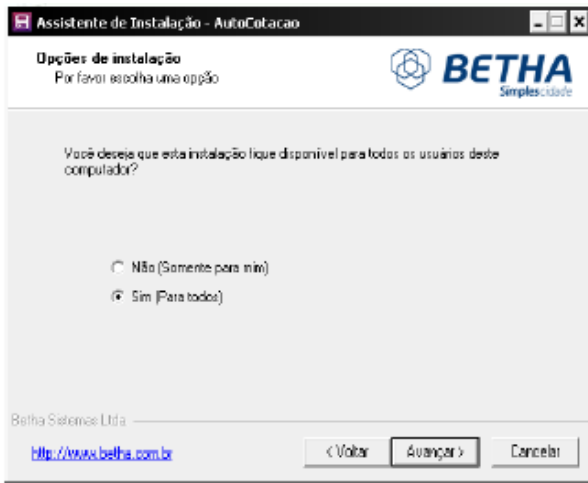 Assistente de Instalação - AutoCotacao
Opções de instalação
Por favor escolha uma opção
BETHA
Simplescidade
Você deseja que esta instalação fique disponível para todos os usuários deste
computador?
Não (Somente para mim)
Sim (Para todos)
Betha Sistemas Ltda
http://www.betha.com.br
< Voltar
Avançar >
Cancelar